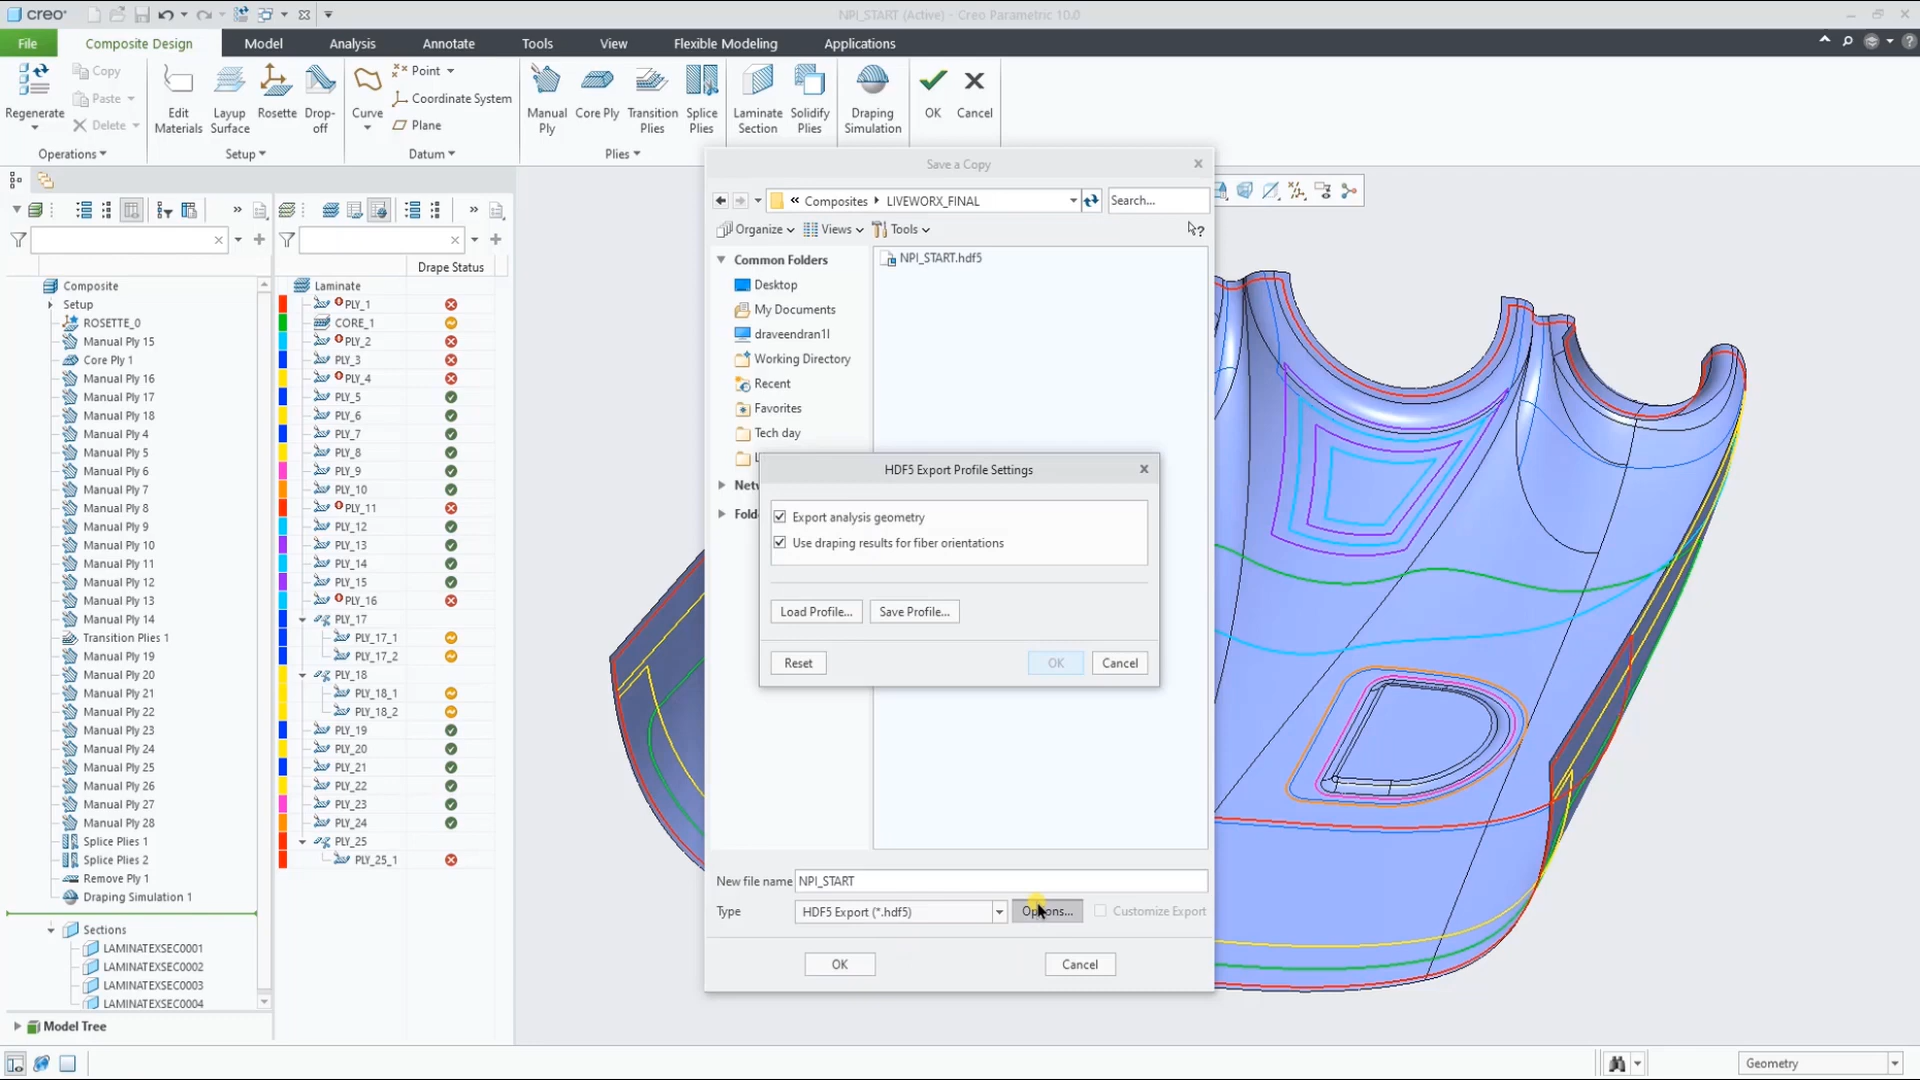 creo
NPI_START (Active) - Creo Parametric 10.0
File
Composite Design
Model
Analysis
Annotate
Tools
View
Flexible Modeling
Applications
Regenerate
Copy
Paste
Delete
Operations
Edit Materials
Layup Surface
Rosette
Drop-off
Setup
Curve
Point
Coordinate System
Plane
Datum
Manual Ply
Core Ply
Transition Plies
Splice Plies
Plies
Laminate Section
Solidify Plies
Draping Simulation
OK
Cancel
Composite
Setup
ROSETTE_0
Manual Ply 15
Core Ply 1
Manual Ply 16
Manual Ply 17
Manual Ply 18
Manual Ply 4
Manual Ply 5
Manual Ply 6
Manual Ply 7
Manual Ply 8
Manual Ply 9
Manual Ply 10
Manual Ply 11
Manual Ply 12
Manual Ply 13
Manual Ply 14
Transition Plies 1
Manual Ply 19
Manual Ply 20
Manual Ply 21
Manual Ply 22
Manual Ply 23
Manual Ply 24
Manual Ply 25
Manual Ply 26
Manual Ply 27
Manual Ply 28
Splice Plies 1
Splice Plies 2
Remove Ply 1
Draping Simulation 1
Sections
LAMINATEXSEC0001
LAMINATEXSEC0002
LAMINATEXSEC0003
LAMINATEXSEC0004
Model Tree
Drape Status
Laminate
PLY_1
CORE_1
PLY_2
PLY_3
PLY_4
PLY_5
PLY_6
PLY_7
PLY_8
PLY_9
PLY_10
PLY_11
PLY_12
PLY_13
PLY_14
PLY_15
PLY_16
PLY_17
PLY_17_1
PLY_17_2
PLY_18
PLY_18_1
PLY_18_2
PLY_19
PLY_20
PLY_21
PLY_22
PLY_23
PLY_24
PLY_25
PLY_25_1
Save a Copy
« Composites
LIVEWORX_FINAL
Search...
Organize
Views
Tools
Common Folders
Desktop
My Documents
draveendran1l
Working Directory
Recent
Favorites
Tech day
NPI_START.hdf5
HDF5 Export Profile Settings
Export analysis geometry
Use draping results for fiber orientations
Load Profile...
Save Profile...
Reset
OK
Cancel
New file name
NPI_START
Type
HDF5 Export (*.hdf5)
Options...
Customize Export
OK
Cancel
Geometry